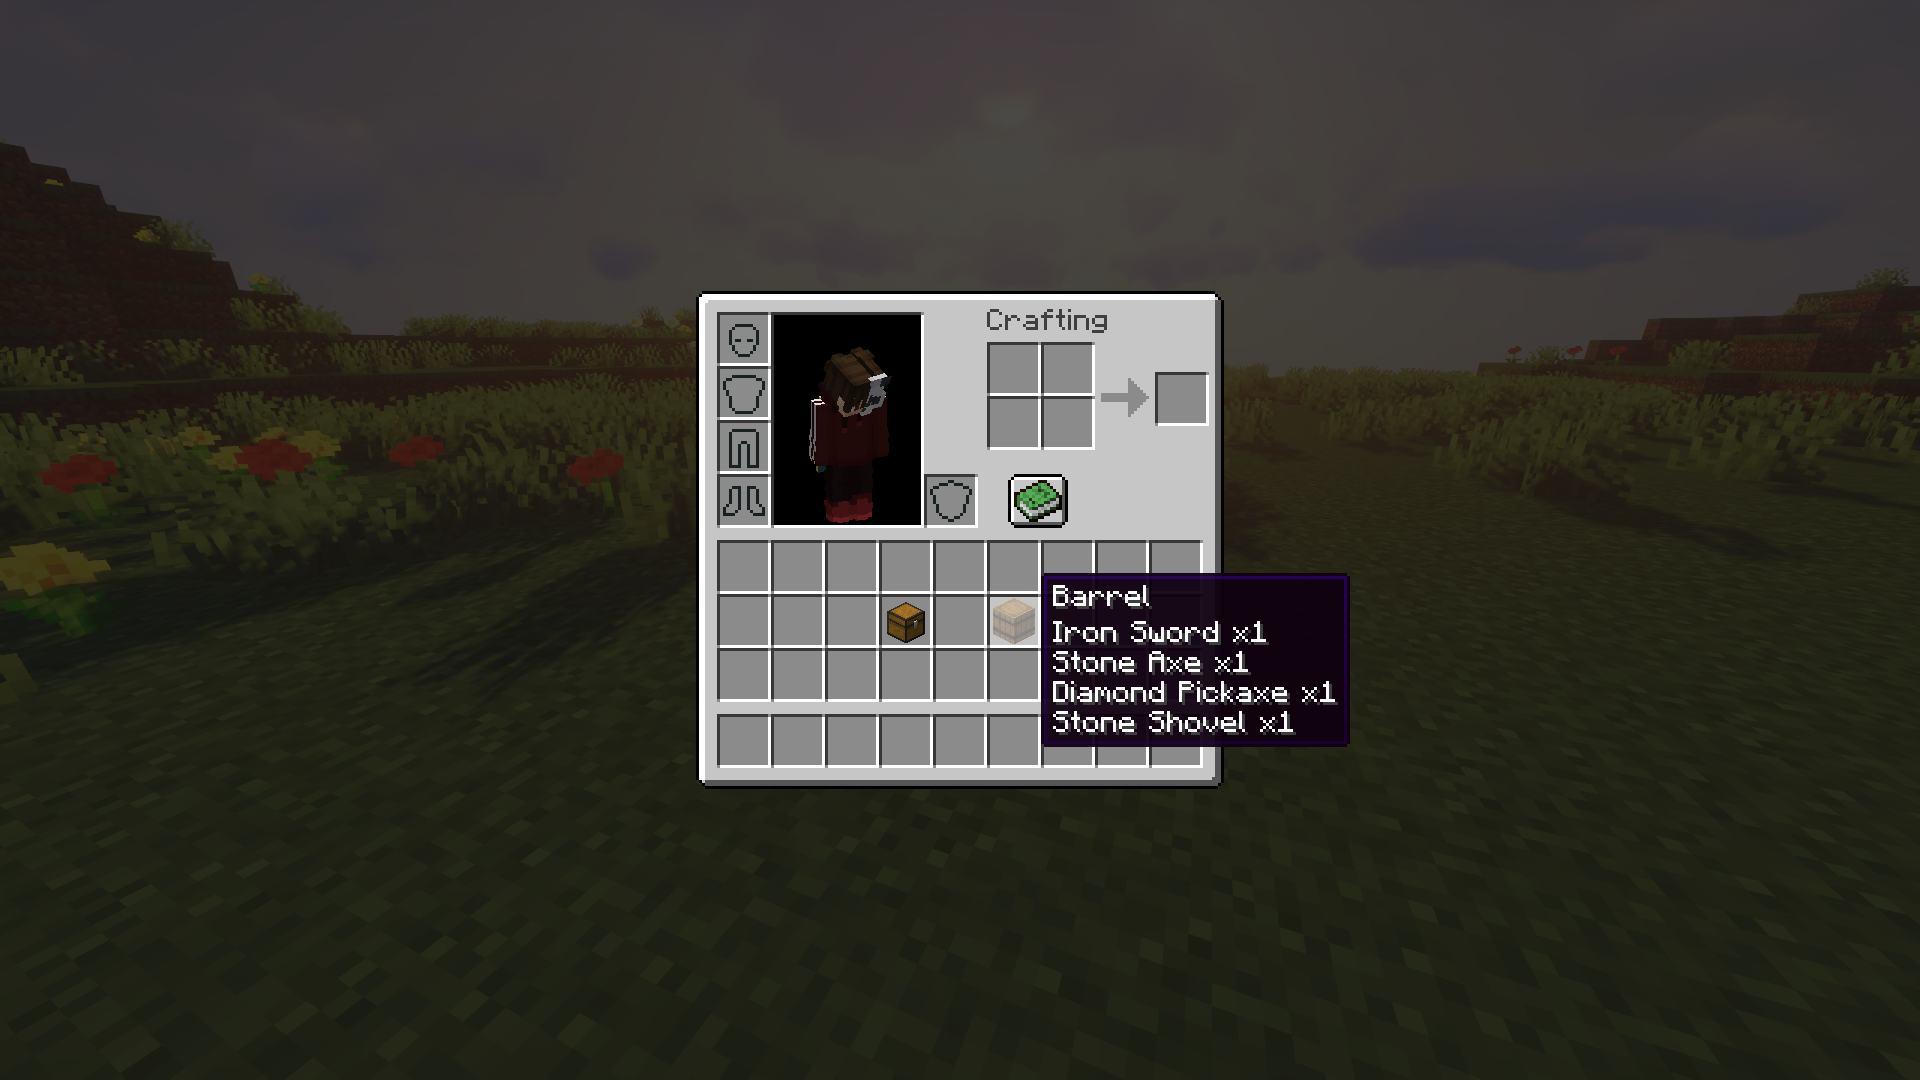 Crafting
Barrel
Iron Sword x1
Stone Axe x1
Diamond Pickaxe x1
Stone Shovel x1